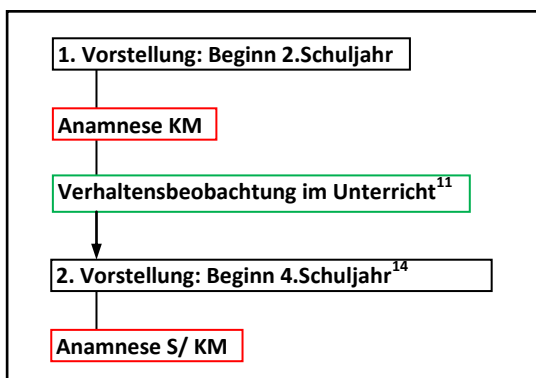 1. Vorstellung: Beginn 2.Schuljahr
Anamnese KM
Verhaltensbeobachtung im Unterricht¹¹
2. Vorstellung: Beginn 4.Schuljahr¹⁴
Anamnese S/ KM